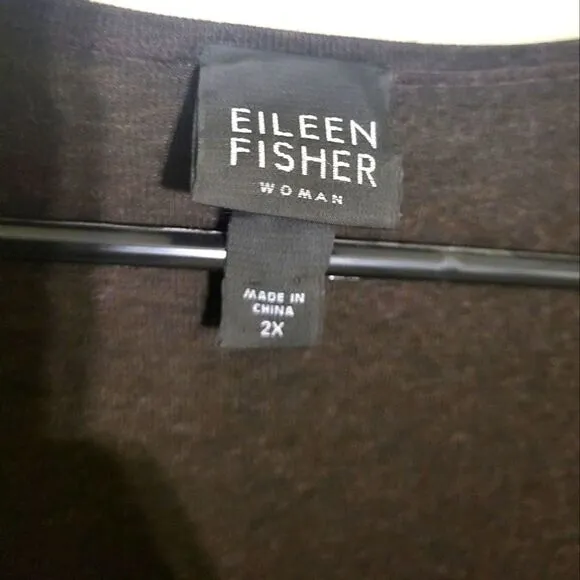 EILEEN
FISHER
WOMAN
MADE IN
CHINA
2X